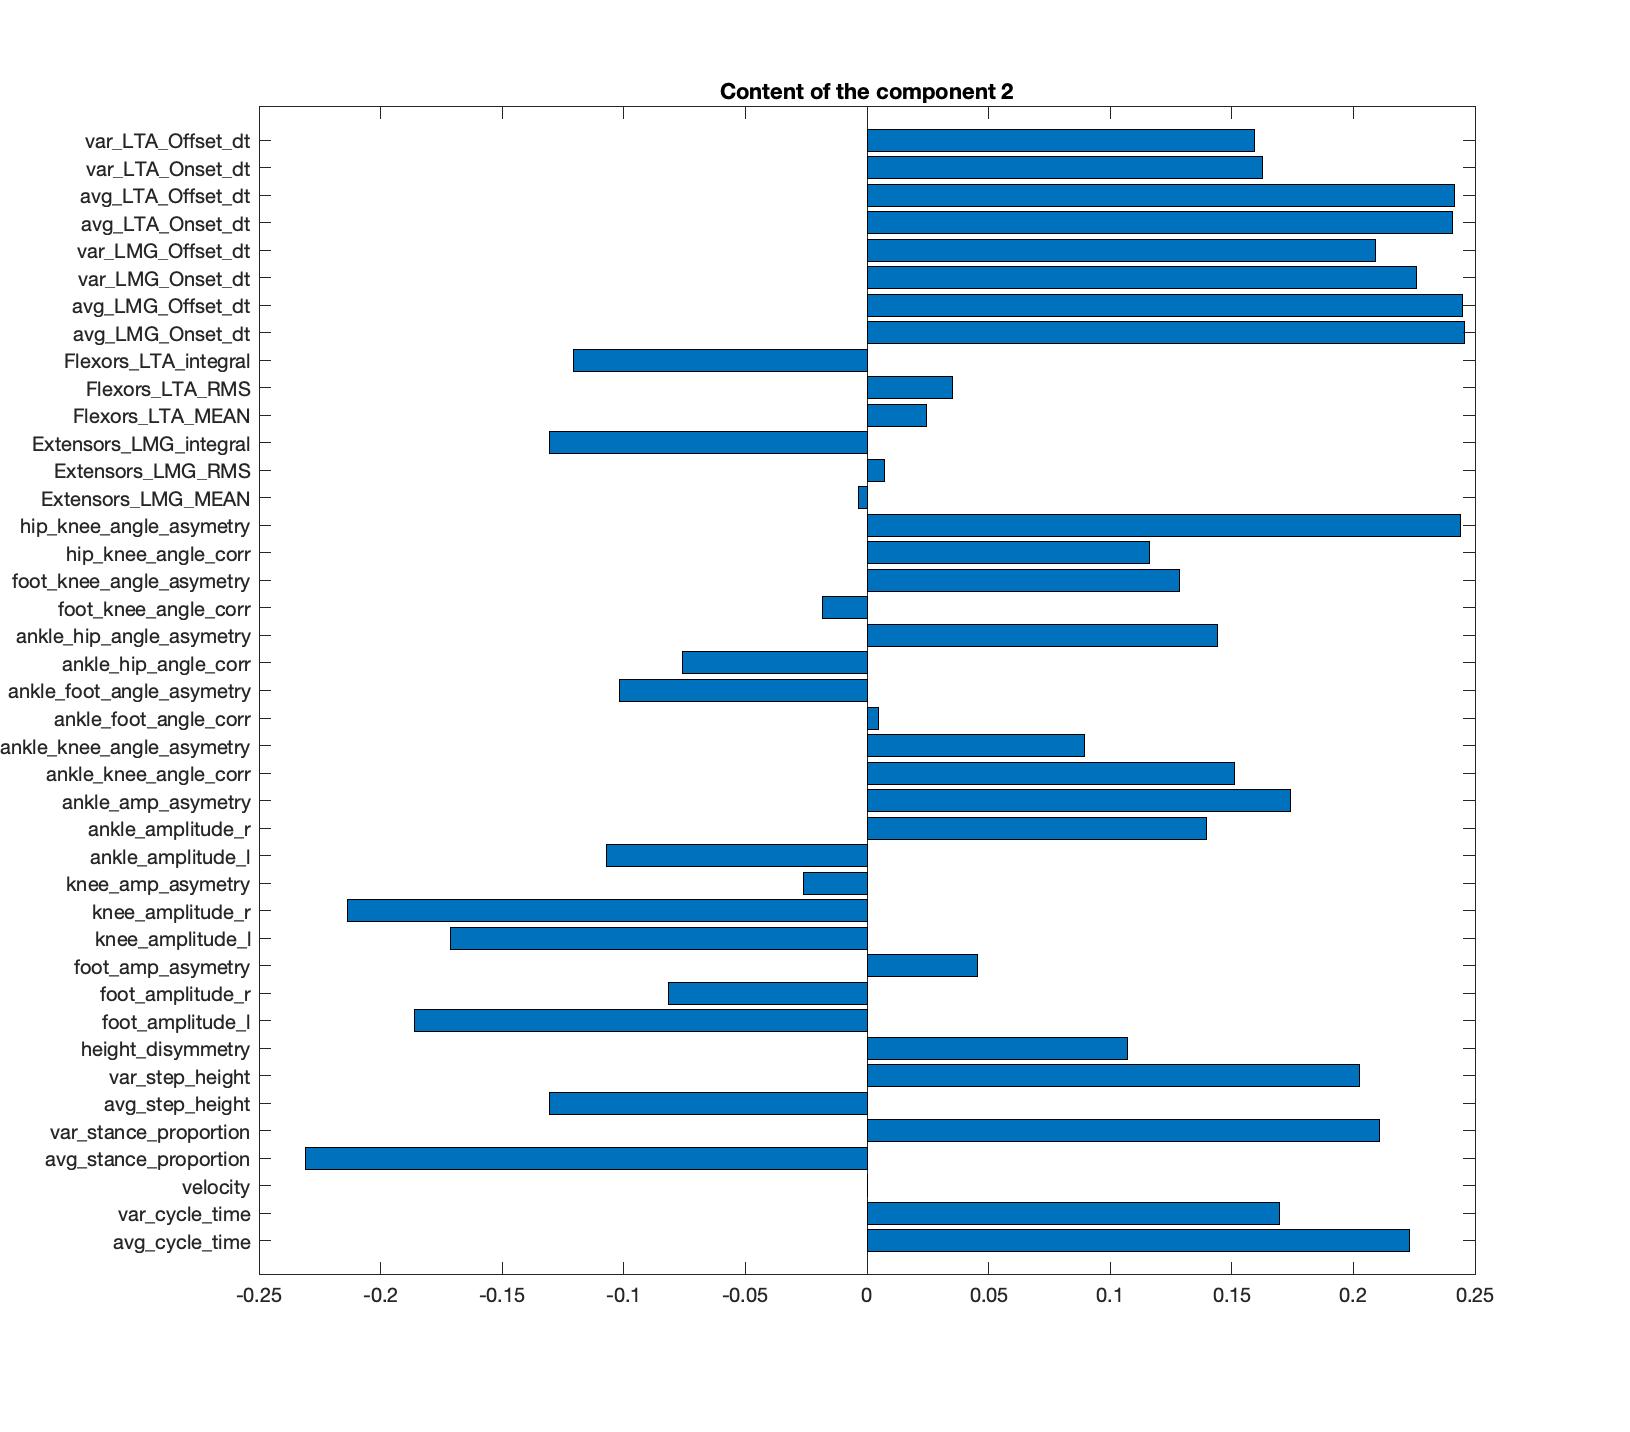 Content of the component 2
var_LTA_Offset_dt
var_LTA_Onset_dt
avg_LTA_Offset_dt
avg_LTA_Onset_dt
var_LMG_Offset_dt
var_LMG_Onset_dt
avg_LMG_Offset_dt
avg_LMG_Onset_dt
Flexors_LTA_integral
Flexors_LTA_RMS
Flexors_LTA_MEAN
Extensors_LMG_integral
Extensors_LMG_RMS
Extensors_LMG_MEAN
hip_knee_angle_asymetry
hip_knee_angle_corr
foot_knee_angle_asymetry
foot_knee_angle_corr
ankle_hip_angle_asymetry
ankle_hip_angle_corr
ankle_foot_angle_asymetry
ankle_foot_angle_corr
ankle_knee_angle_asymetry
ankle_knee_angle_corr
ankle_amp_asymetry
ankle_amplitude_r
ankle_amplitude_l
knee_amp_asymetry
knee_amplitude_r
knee_amplitude_l
foot_amp_asymetry
foot_amplitude_r
foot_amplitude_l
height_disymmetry
var_step_height
avg_step_height
var_stance_proportion
avg_stance_proportion
velocity
var_cycle_time
avg_cycle_time
-0.25 -0.2 -0.15 -0.1 -0.05 0 0.05 0.1 0.15 0.2 0.25